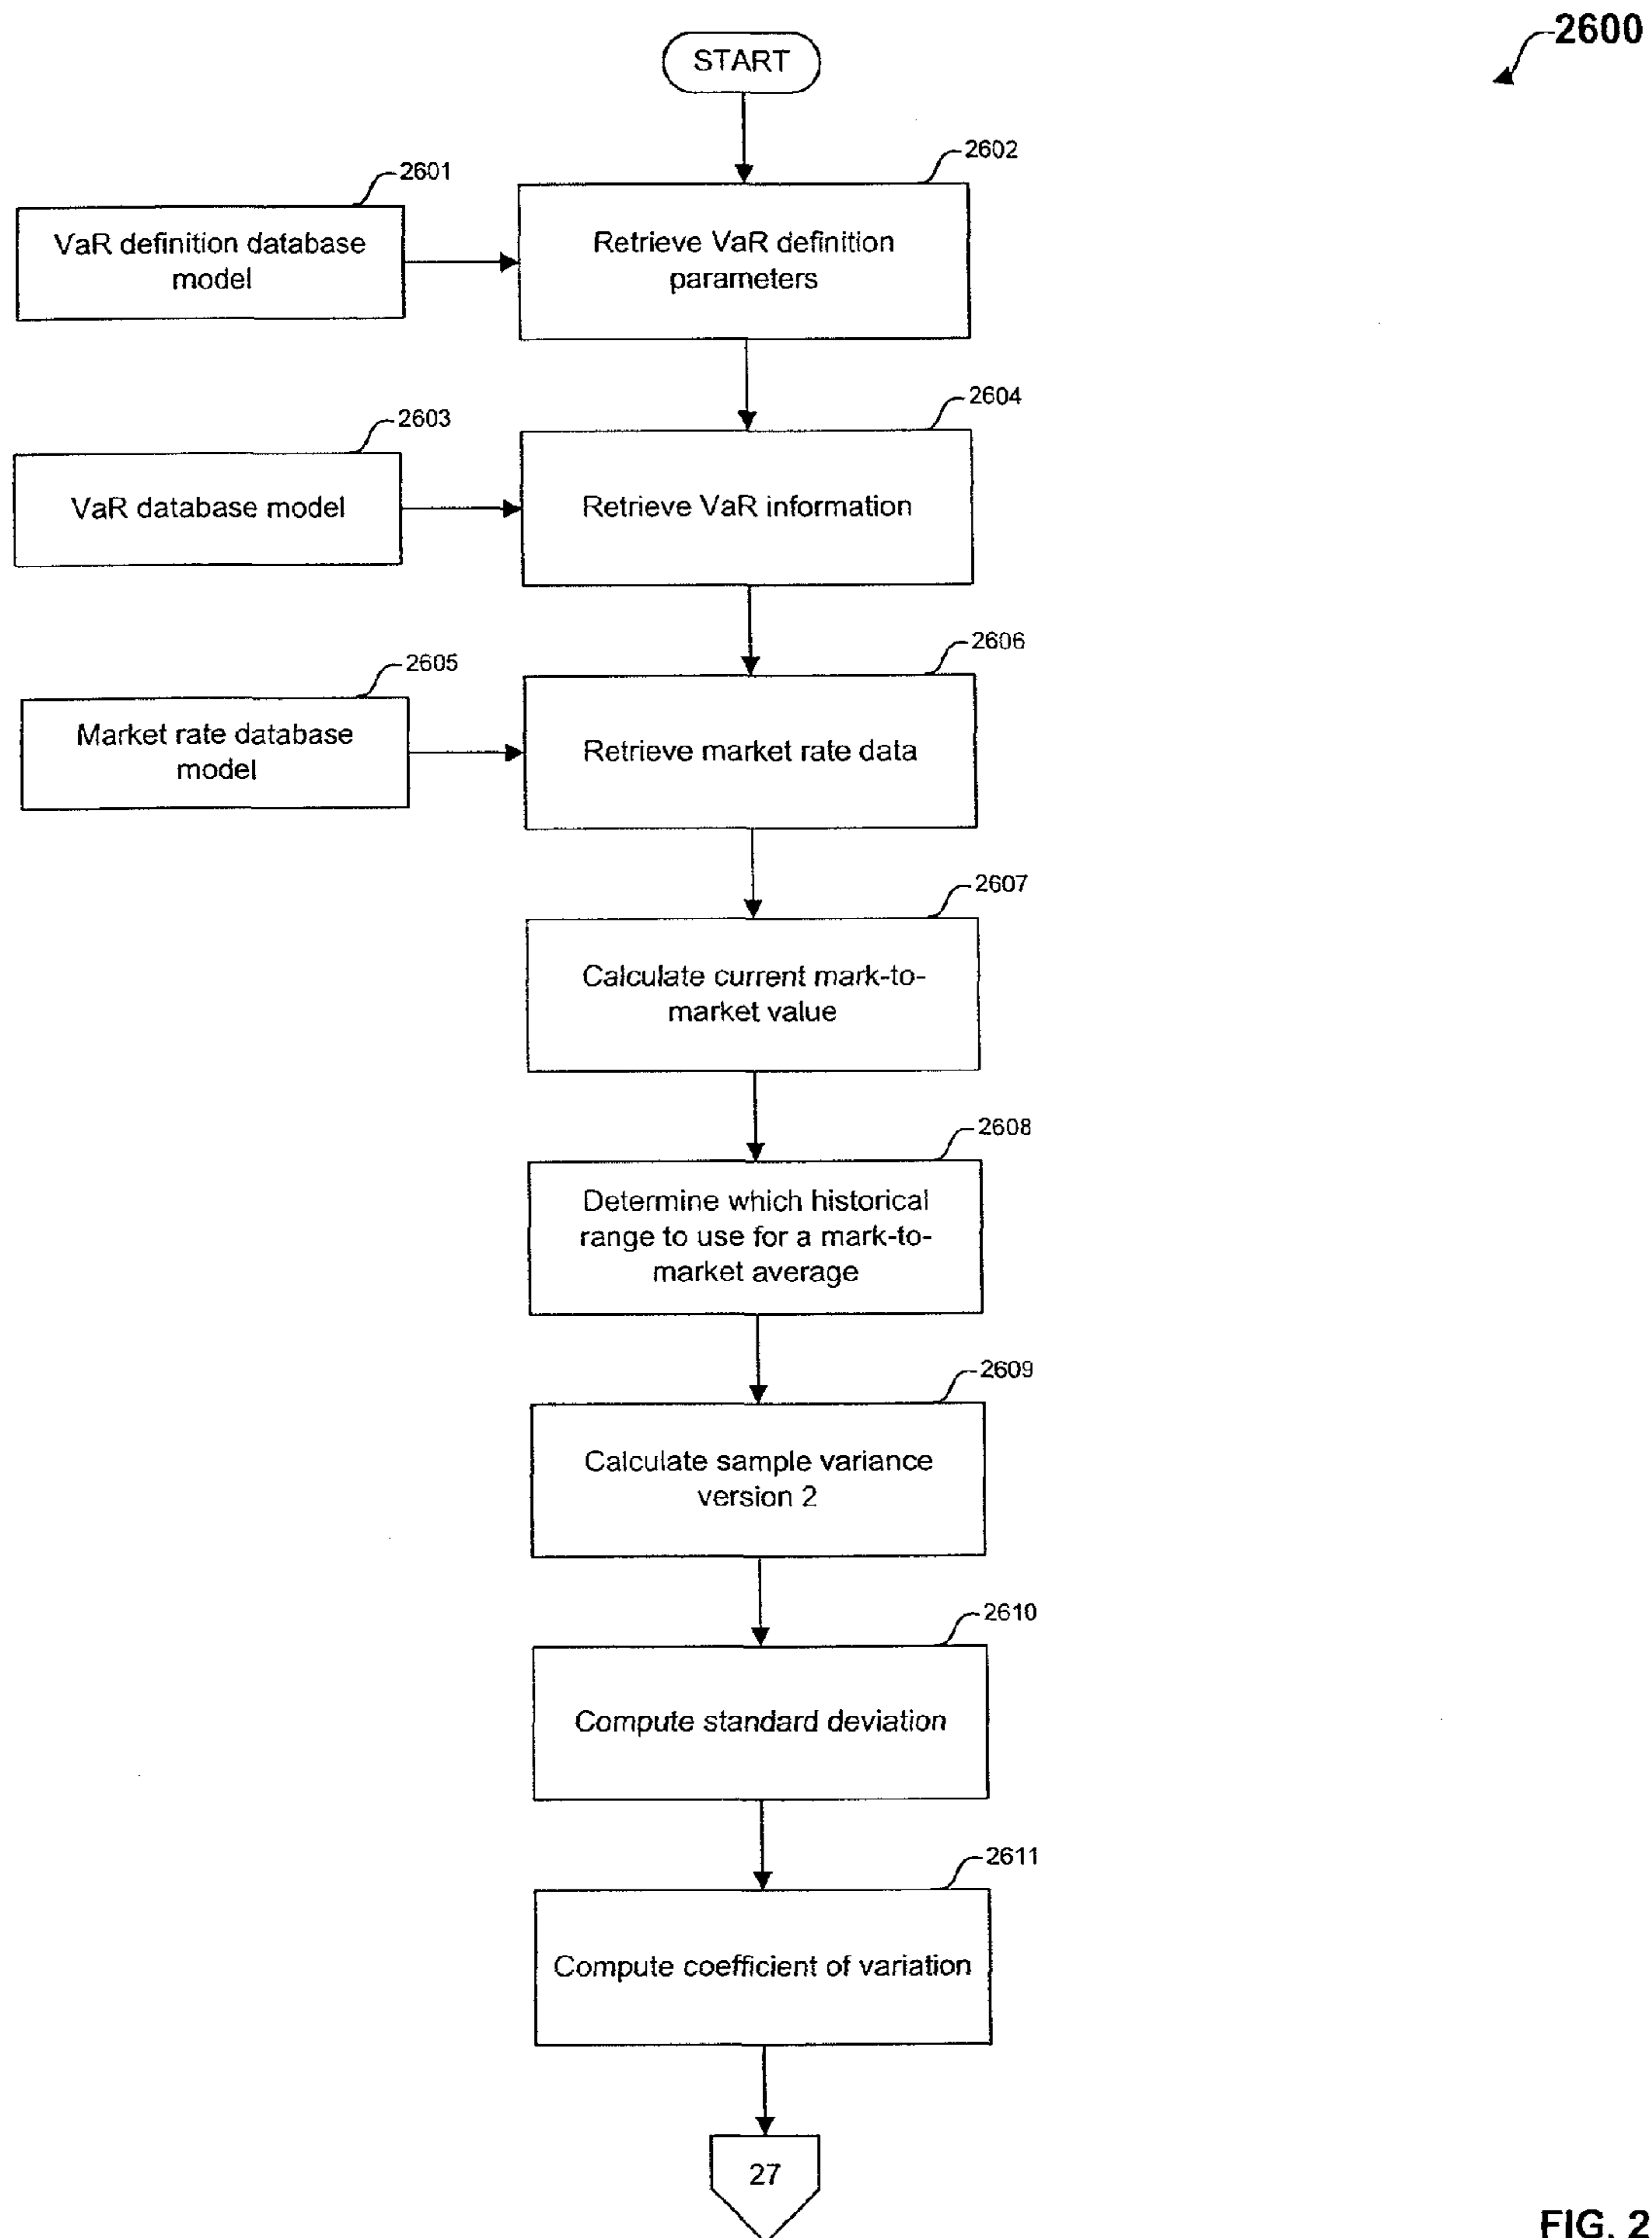 2600
START
2601
2602
VaR definition database
model
Retrieve VaR definition
parameters
2603
2604
VaR database model
Retrieve VaR information
2605
2606
Market rate database
model
Retrieve market rate data
2607
Calculate current mark-to-
market value
2608
Determine which historical
range to use for a mark-to-
market average
2609
Calculate sample variance
version 2
2610
Compute standard deviation
2611
Compute coefficient of variation
27
FIG. 2